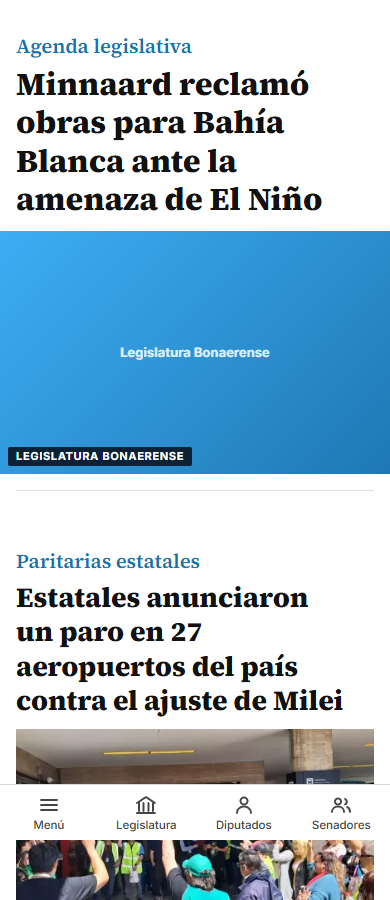 Agenda legislativa
Minnaard reclamó
obras para Bahía
Blanca ante la
amenaza de El Niño
Legislatura Bonaerense
LEGISLATURA BONAERENSE
Paritarias estatales
Estatales anunciaron
un paro en 27
aeropuertos del país
contra el ajuste de Milei
Menú
Legislatura
Diputados
Senadores